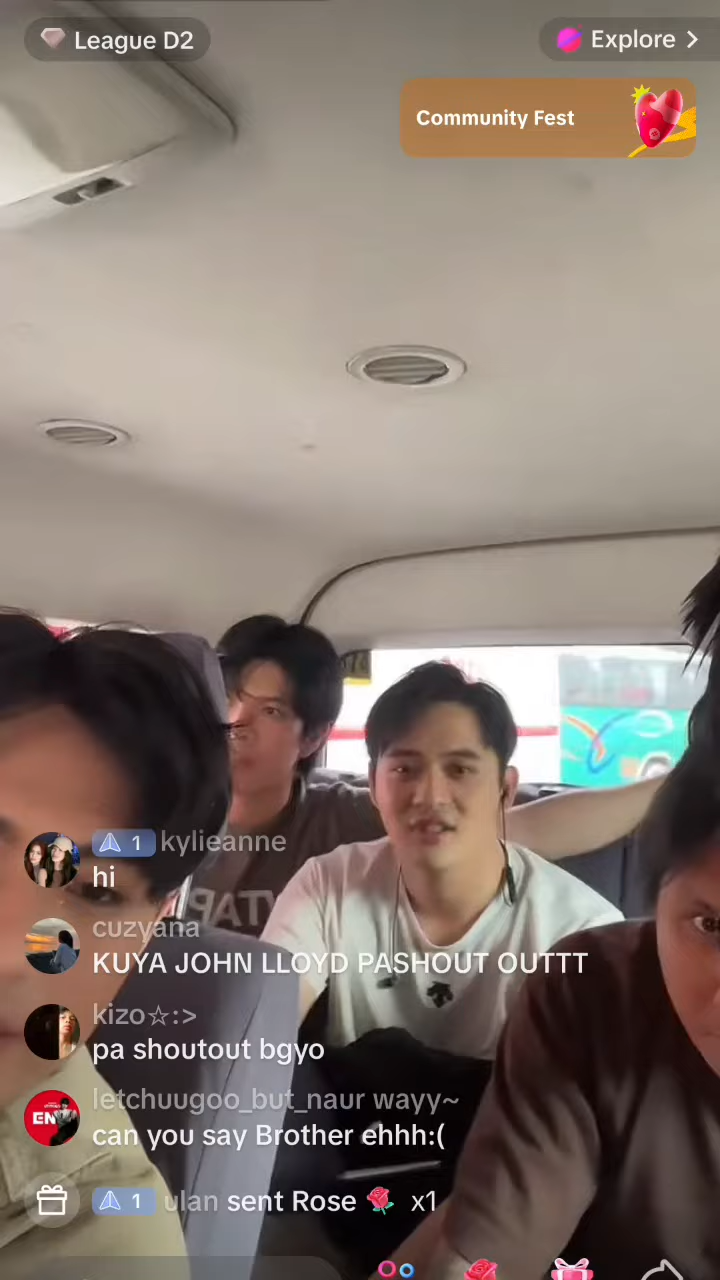 League D2
Explore
Community Fest
1 kylieanne
hi
cuzyana
KUYA JOHN LLOYD PASHOUT OUTTT
kizo☆:>
pa shoutout bgyo
letchuugoo_but_naur wayy~
can you say Brother ehhh:(
1 ulan sent Rose 🌹 x1
EN